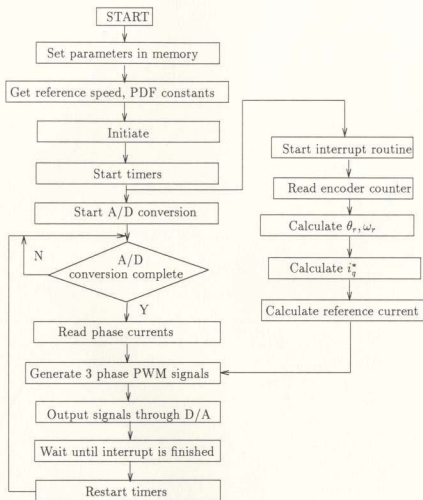 START
Set parameters in memory
Get reference speed, PDF constants
Initiate
Start timers
Start A/D conversion
N
A/D
conversion complete
Y
Read phase currents
Generate 3 phase PWM signals
Output signals through D/A
Wait until interrupt is finished
Restart timers
Start interrupt routine
Read encoder counter
Calculate θᵣ, ωᵣ
Calculate i*_q
Calculate reference current